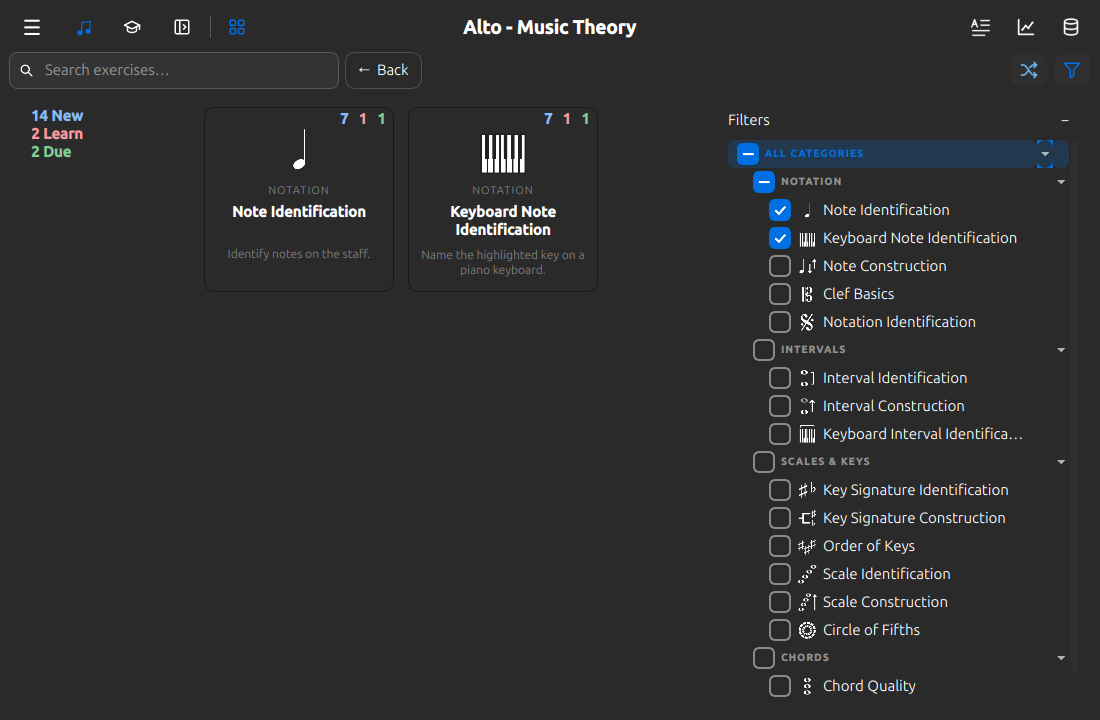 Alto - Music Theory
Search exercises...
← Back
14 New
2 Learn
2 Due
7 1 1
NOTATION
Note Identification
Identify notes on the staff.
7 1 1
NOTATION
Keyboard Note
Identification
Name the highlighted key on a
piano keyboard.
Filters
ALL CATEGORIES
NOTATION
Note Identification
Keyboard Note Identification
Note Construction
Clef Basics
Notation Identification
INTERVALS
Interval Identification
Interval Construction
Keyboard Interval Identifica...
SCALES & KEYS
Key Signature Identification
Key Signature Construction
Order of Keys
Scale Identification
Scale Construction
Circle of Fifths
CHORDS
Chord Quality